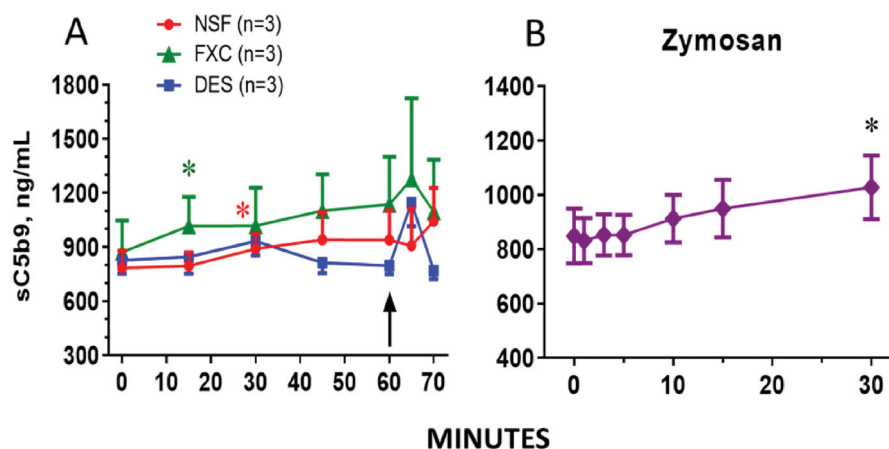 A
NSF (n=3)
FXC (n=3)
DES (n=3)
B
Zymosan
sC5b9, ng/mL
1800
1500
1200
900
600
300
*
*
0 10 20 30 40 50 60 70
1400
1200
1000
800
600
400
*
0 10 20 30
MINUTES